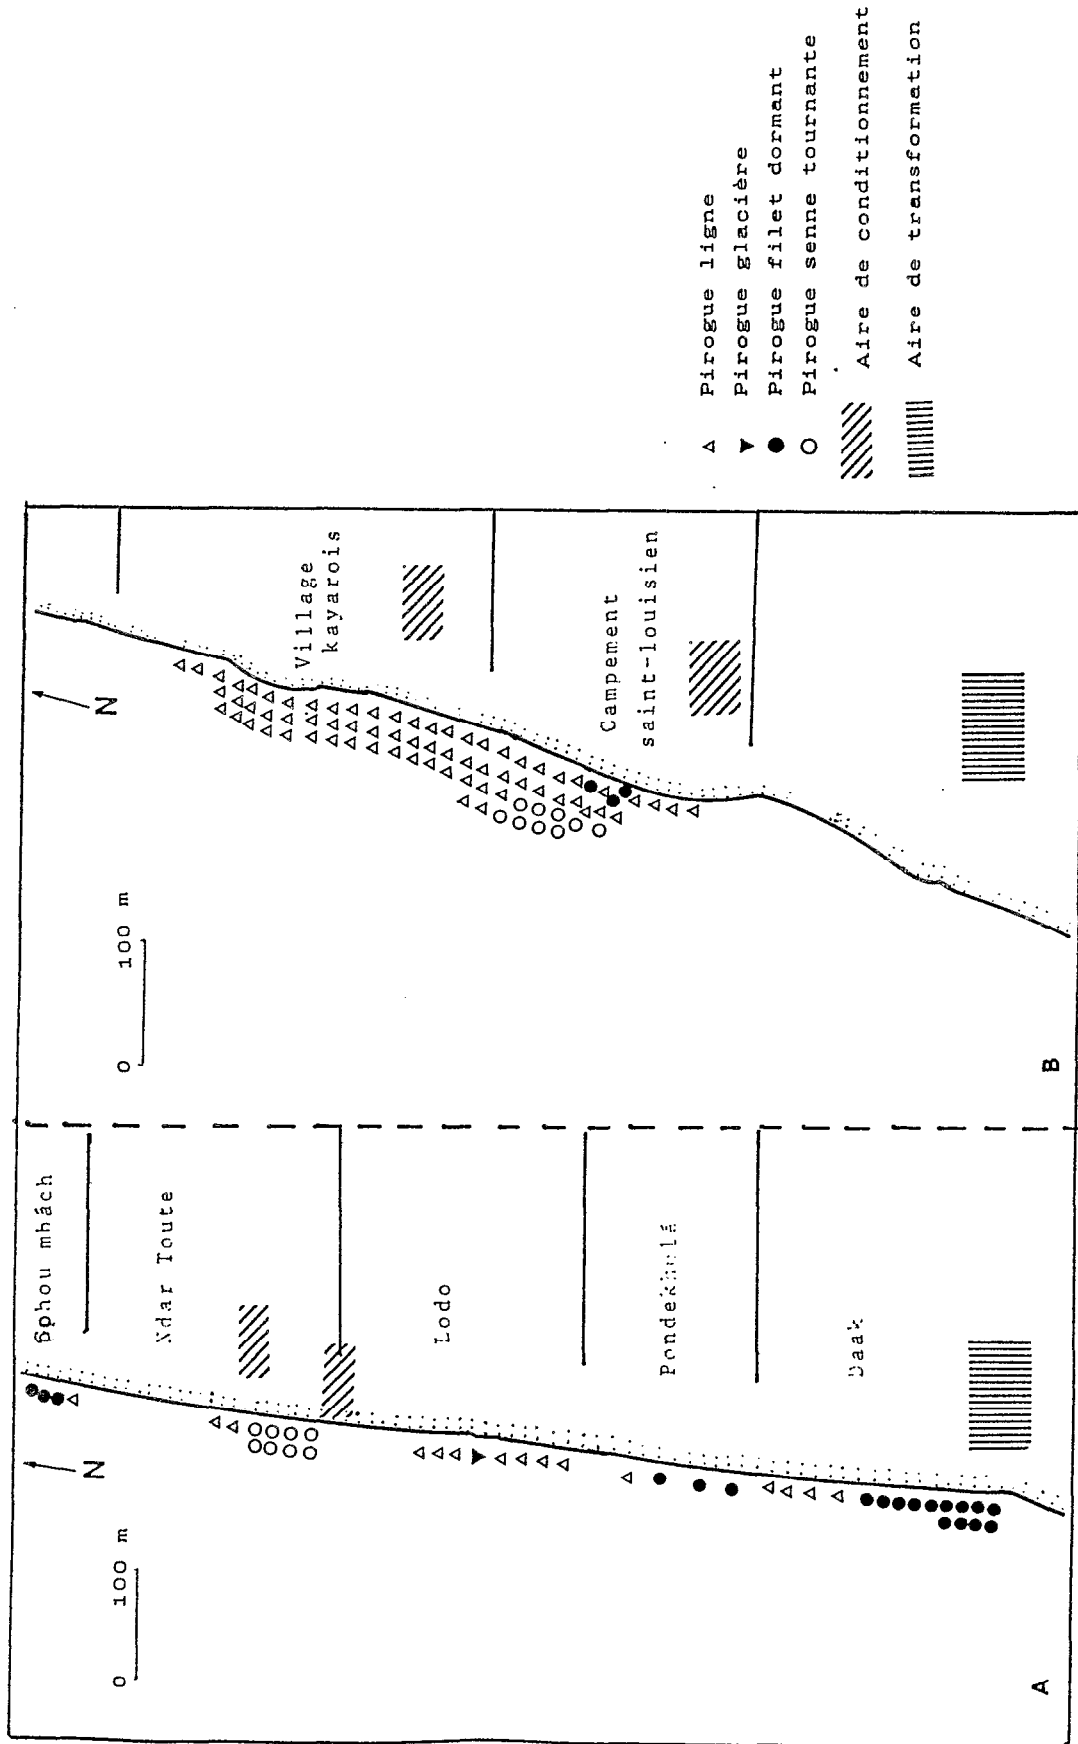 N
0 100 m
Ndar Toute
Lodo
Daak
A
N
0 100 m
Village
kayarois
Campement
saint-louisien
B
Pirogue ligne
Pirogue glacière
Pirogue filet dormant
Pirogue senne tournante
Aire de conditionnement
Aire de transformation